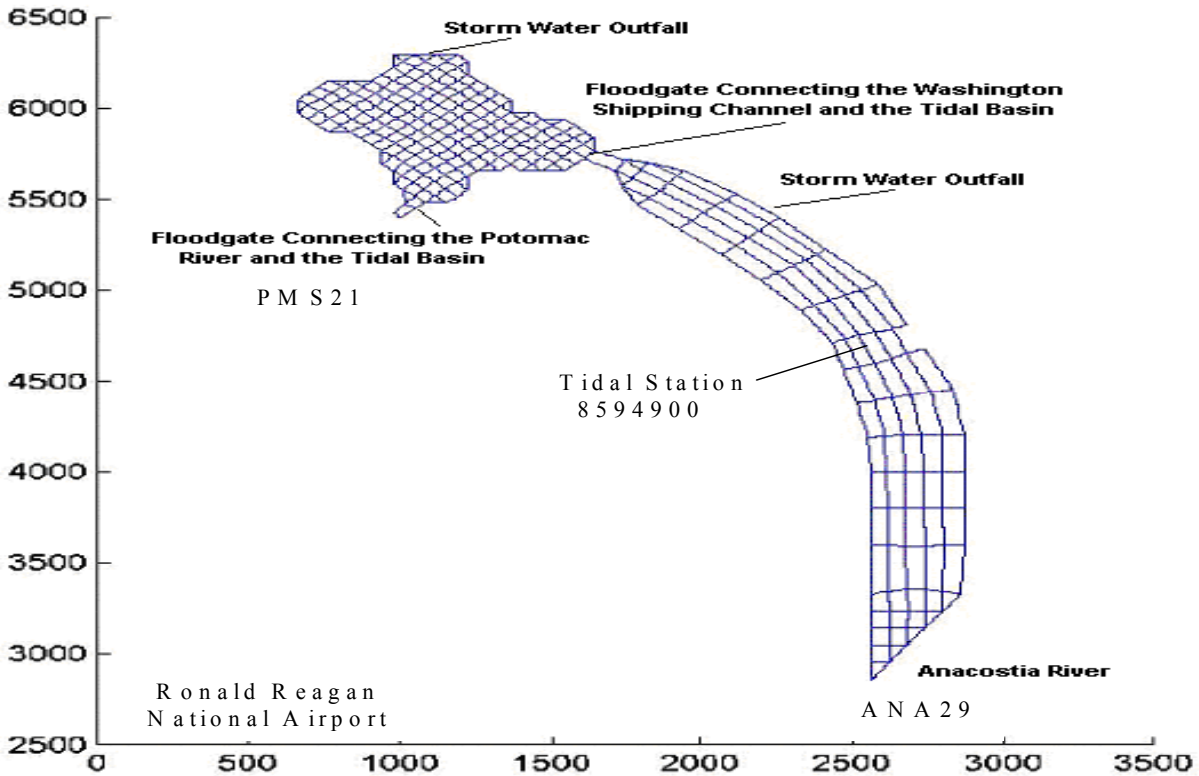 6500
Storm Water Outfall
Floodgate Connecting the Washington
Shipping Channel and the Tidal Basin
6000
Storm Water Outfall
5500
Floodgate Connecting the Potomac
River and the Tidal Basin
5000
PMS21
4500
Tidal Station
8594900
4000
3500
3000
Anacostia River
Ronald Reagan
National Airport
ANA29
2500
0 500 1000 1500 2000 2500 3000 3500